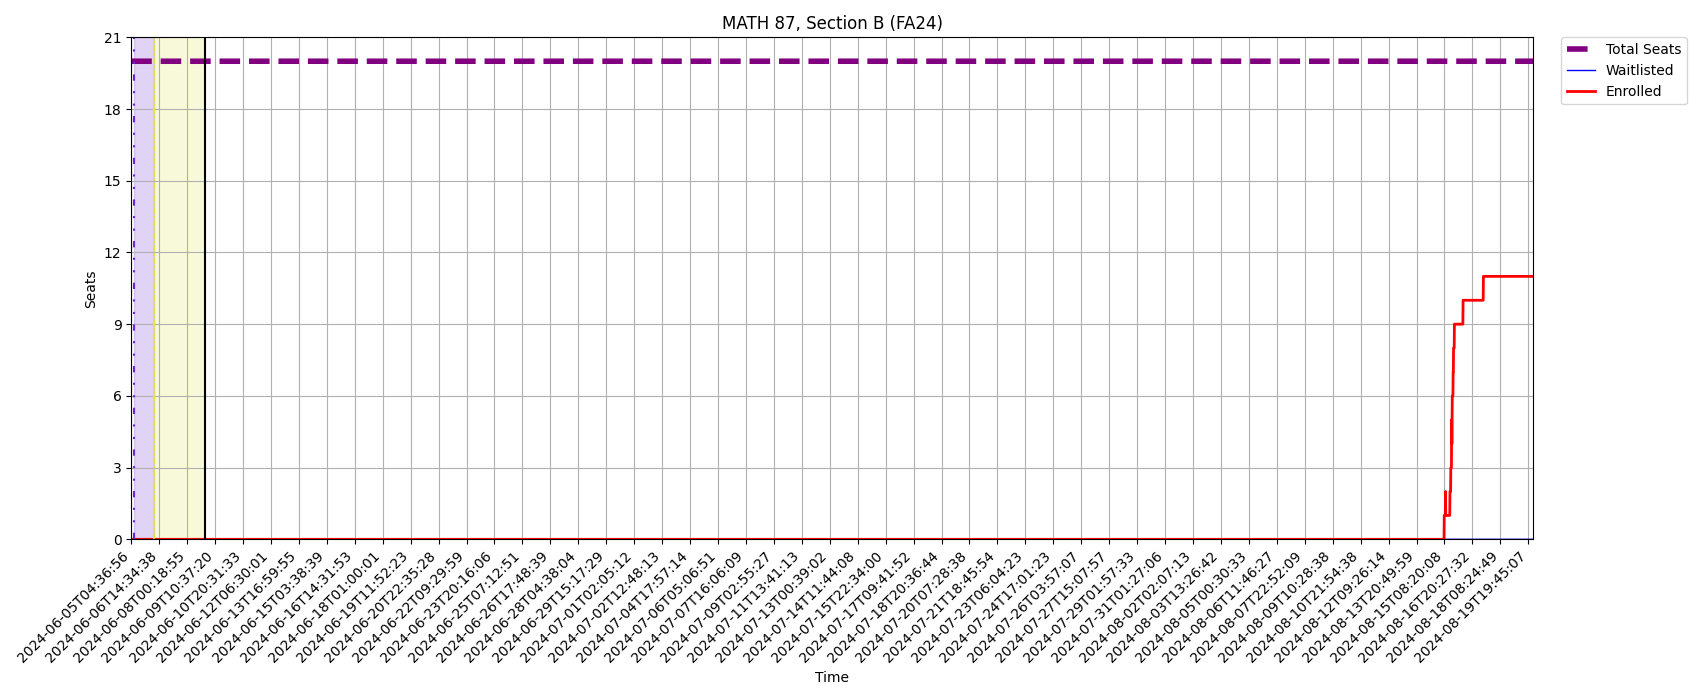 MATH 87, Section B (FA24)
21
18
15
12
9
6
3
0
Seats
Total Seats
Waitlisted
Enrolled
2024-06-05T04:36:56
2024-06-06T14:34:38
2024-06-08T00:18:55
2024-06-09T10:37:20
2024-06-10T20:31:33
2024-06-12T06:30:01
2024-06-13T16:59:55
2024-06-15T03:38:39
2024-06-16T14:31:53
2024-06-18T01:00:01
2024-06-19T11:52:23
2024-06-20T22:35:28
2024-06-22T09:29:59
2024-06-23T20:16:06
2024-06-25T07:12:51
2024-06-26T17:48:39
2024-06-28T04:38:04
2024-06-29T15:17:29
2024-07-01T02:05:12
2024-07-02T12:48:13
2024-07-04T17:57:14
2024-07-06T05:06:51
2024-07-07T16:06:09
2024-07-09T02:55:27
2024-07-11T13:41:13
2024-07-13T00:39:02
2024-07-14T11:44:08
2024-07-15T22:34:00
2024-07-17T09:41:52
2024-07-18T20:36:44
2024-07-20T07:28:38
2024-07-21T18:45:54
2024-07-23T06:04:23
2024-07-24T17:01:23
2024-07-26T03:57:07
2024-07-27T15:07:57
2024-07-29T01:57:33
2024-07-31T01:27:06
2024-08-02T02:07:13
2024-08-03T13:26:42
2024-08-05T00:30:33
2024-08-06T11:46:27
2024-08-07T22:52:09
2024-08-09T10:28:38
2024-08-10T21:54:38
2024-08-12T09:26:14
2024-08-13T20:49:59
2024-08-15T08:20:08
2024-08-16T20:27:32
2024-08-18T08:24:49
2024-08-19T19:45:07
Time